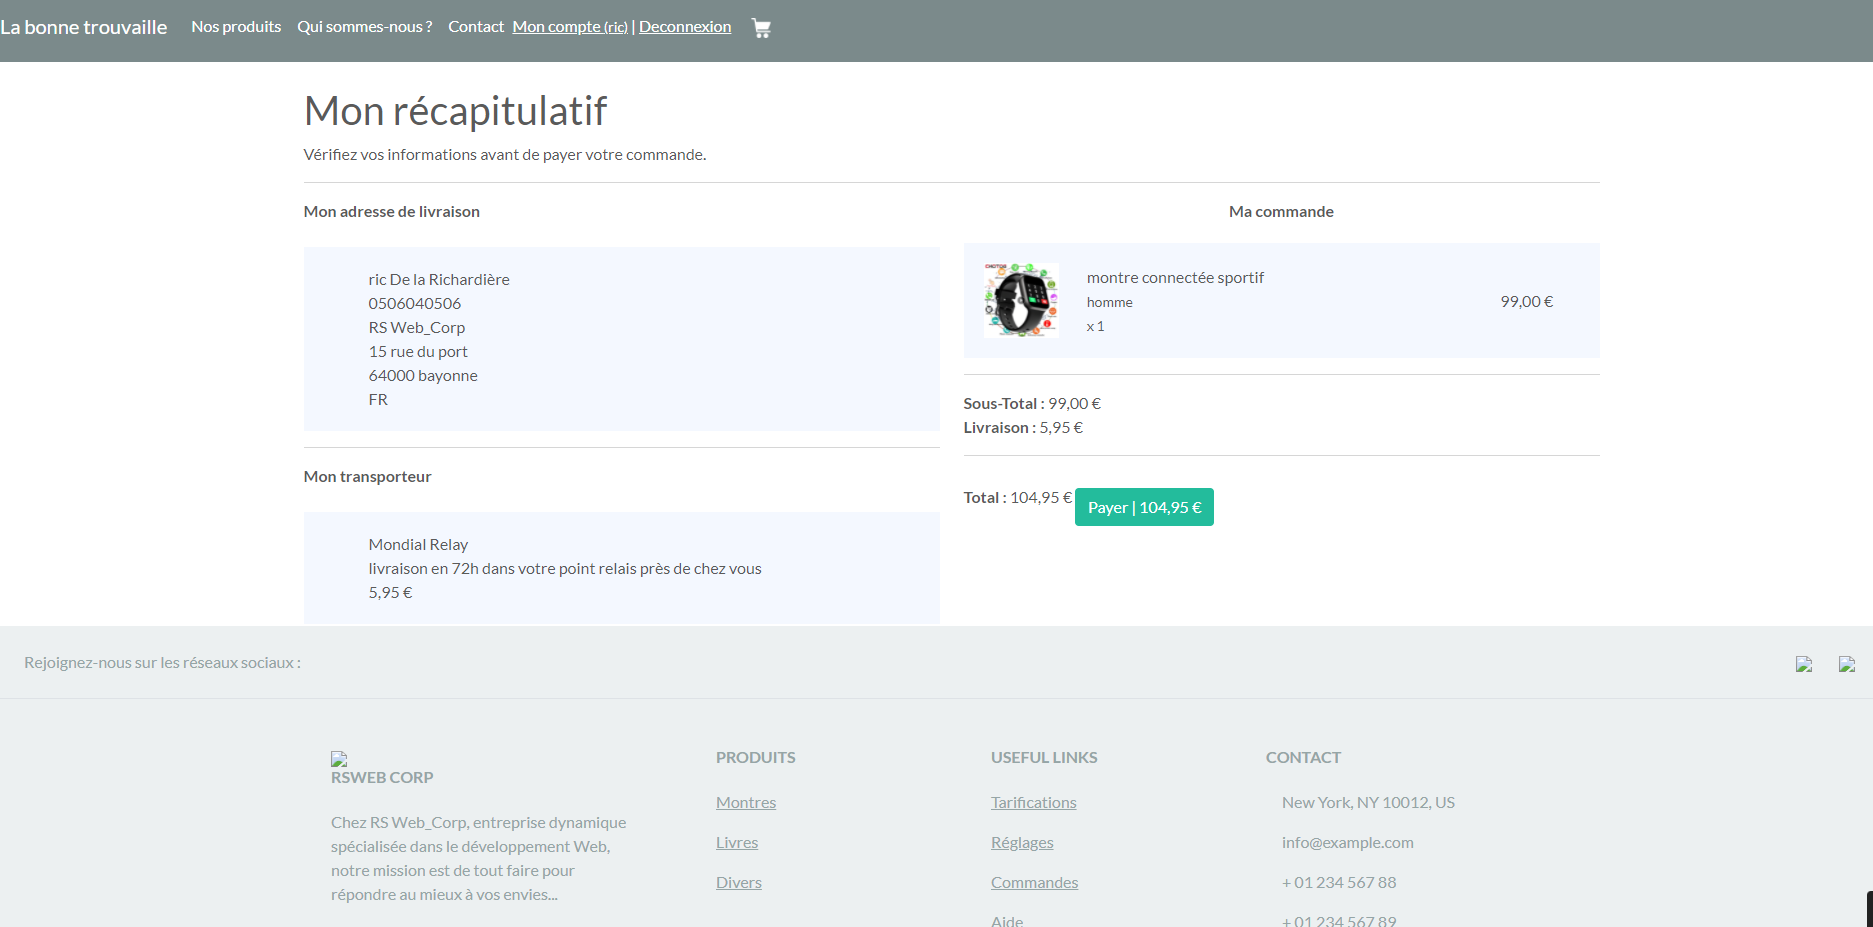 La bonne trouvaille Nos produits Qui sommes-nous ? Contact Mon compte (ric) | Deconnexion
Mon récapitulatif
Vérifiez vos informations avant de payer votre commande.
Mon adresse de livraison
ric De la Richardière
0506040506
RS Web_Corp
15 rue du port
64000 bayonne
FR
Mon transporteur
Mondial Relay
livraison en 72h dans votre point relais près de chez vous
5,95 €
Ma commande
montre connectée sportif
homme
x 1
99,00 €
Sous-Total : 99,00 €
Livraison : 5,95 €
Total : 104,95 € Payer | 104,95 €
Rejoignez-nous sur les réseaux sociaux :
RSWEB CORP
Chez RS Web_Corp, entreprise dynamique
spécialisée dans le développement Web,
notre mission est de tout faire pour
répondre au mieux à vos envies...
PRODUITS
Montres
Livres
Divers
USEFUL LINKS
Tarifications
Réglages
Commandes
Aide
CONTACT
New York, NY 10012, US
info@example.com
+ 01 234 567 88
+ 01 234 567 89